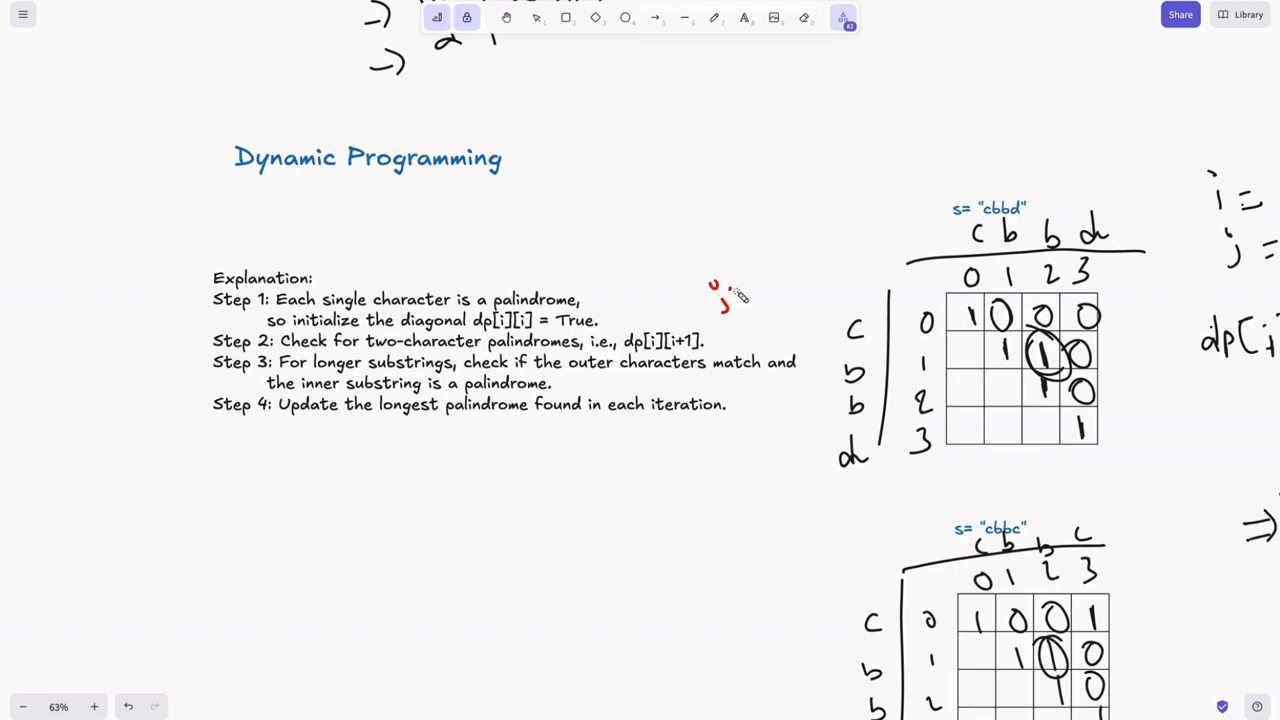 Share
Library
Dynamic Programming
i =
s= "cbbd"
c b b d
j =
0 1 2 3
Explanation:
Step 1: Each single character is a palindrome,
so initialize the diagonal dp[i][i] = True.
Step 2: Check for two-character palindromes, i.e., dp[i][i+1].
Step 3: For longer substrings, check if the outer characters match and
the inner substring is a palindrome.
Step 4: Update the longest palindrome found in each iteration.
c 0 1 0 0 0
dp[i
b 1 1 1 0
b 2 1 0
d 3 1
s= "cbbc"
⇒
c b b c
0 1 2 3
c 0 1 0 0 1
b 1 1 1 0
b 2 1 0
63%